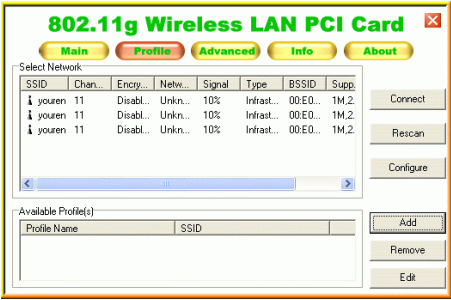 802.11g Wireless LAN PCI Card
Main Profile Advanced Info About
Select Network
SSID Chan... Encry... Netw... Signal Type BSSID Supp.
youren 11 Disabl... Unkn... 10% Infrast... 00:E0... 1M,2.
youren 11 Disabl... Unkn... 10% Infrast... 00:E0... 1M,2.
youren 11 Disabl... Unkn... 10% Infrast... 00:E0... 1M,2.
Connect
Rescan
Configure
Available Profile(s)
Profile Name SSID
Add
Remove
Edit